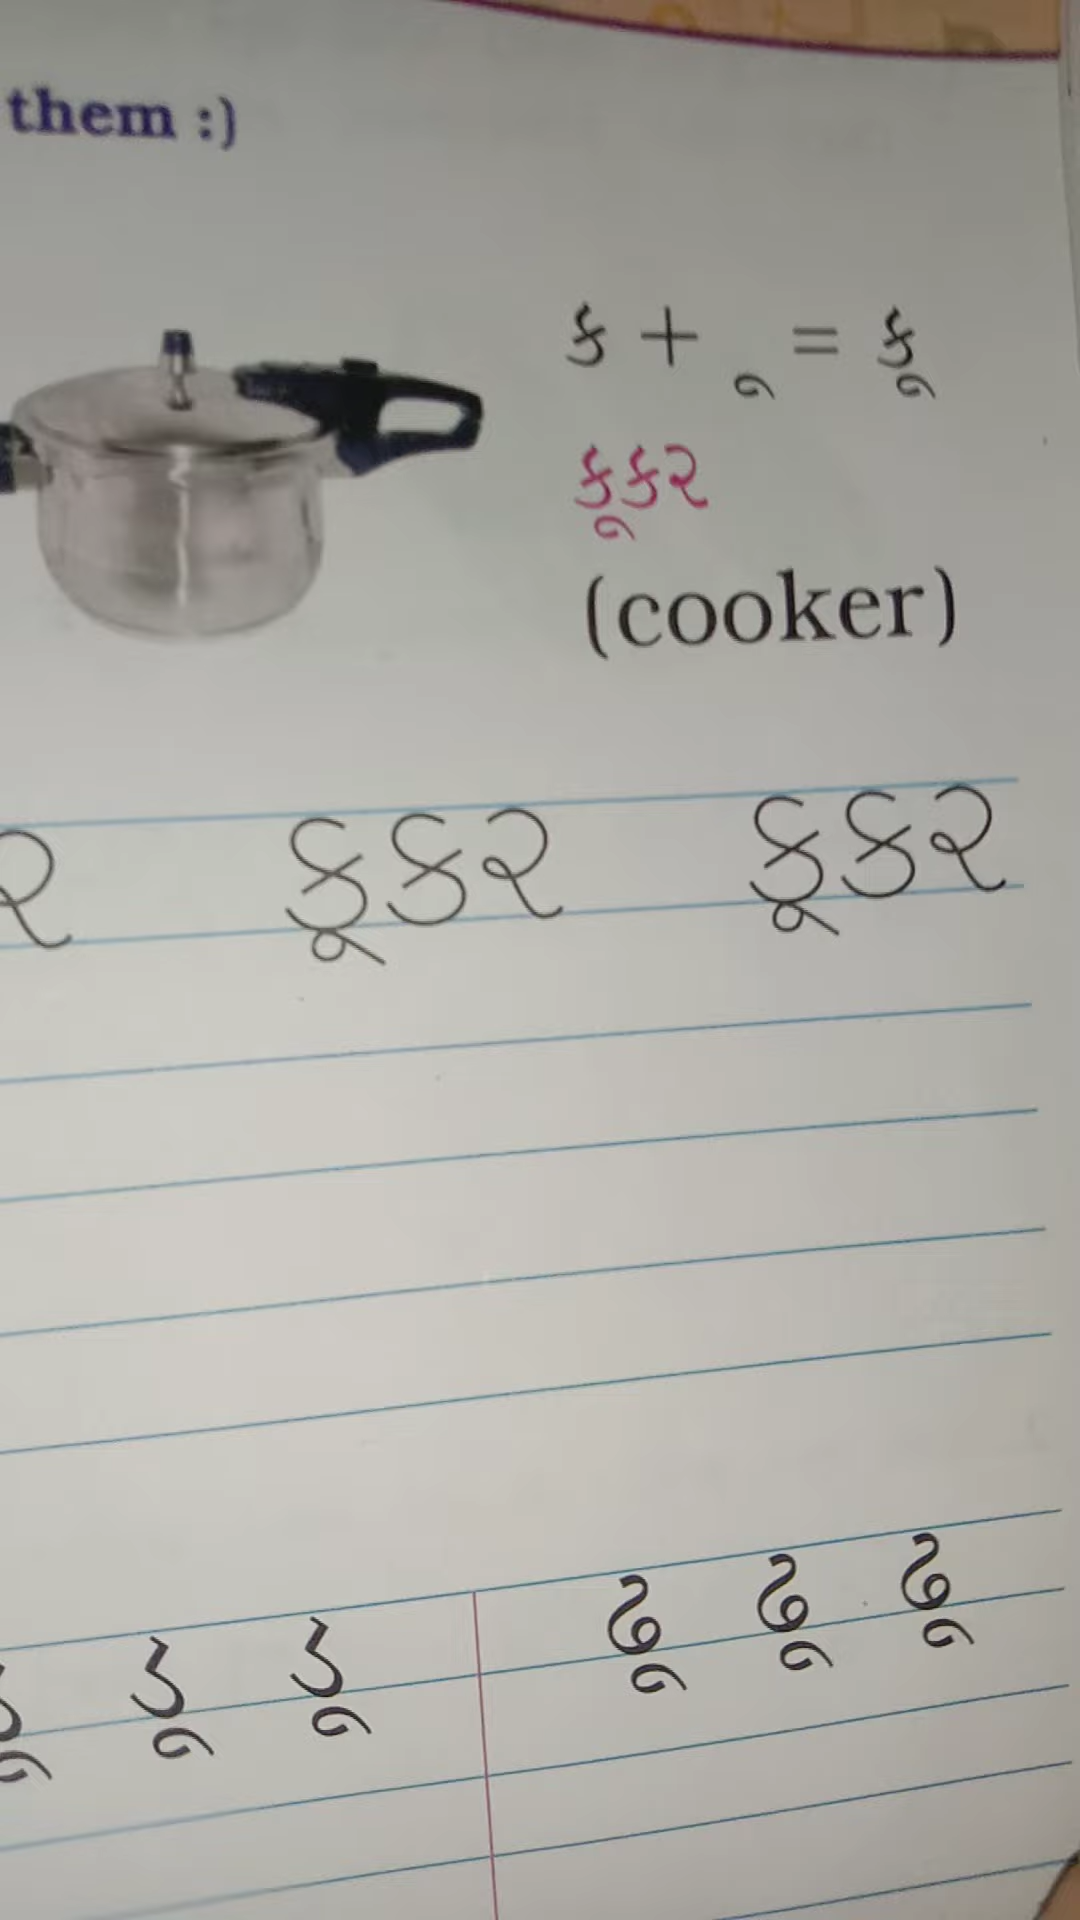 them :)
ક + ૂ = કૂ
કૂકર
(cooker)
ર કૂકર કૂકર
ડૂ ડૂ ડૂ ઢૂ ઢૂ ઢૂ